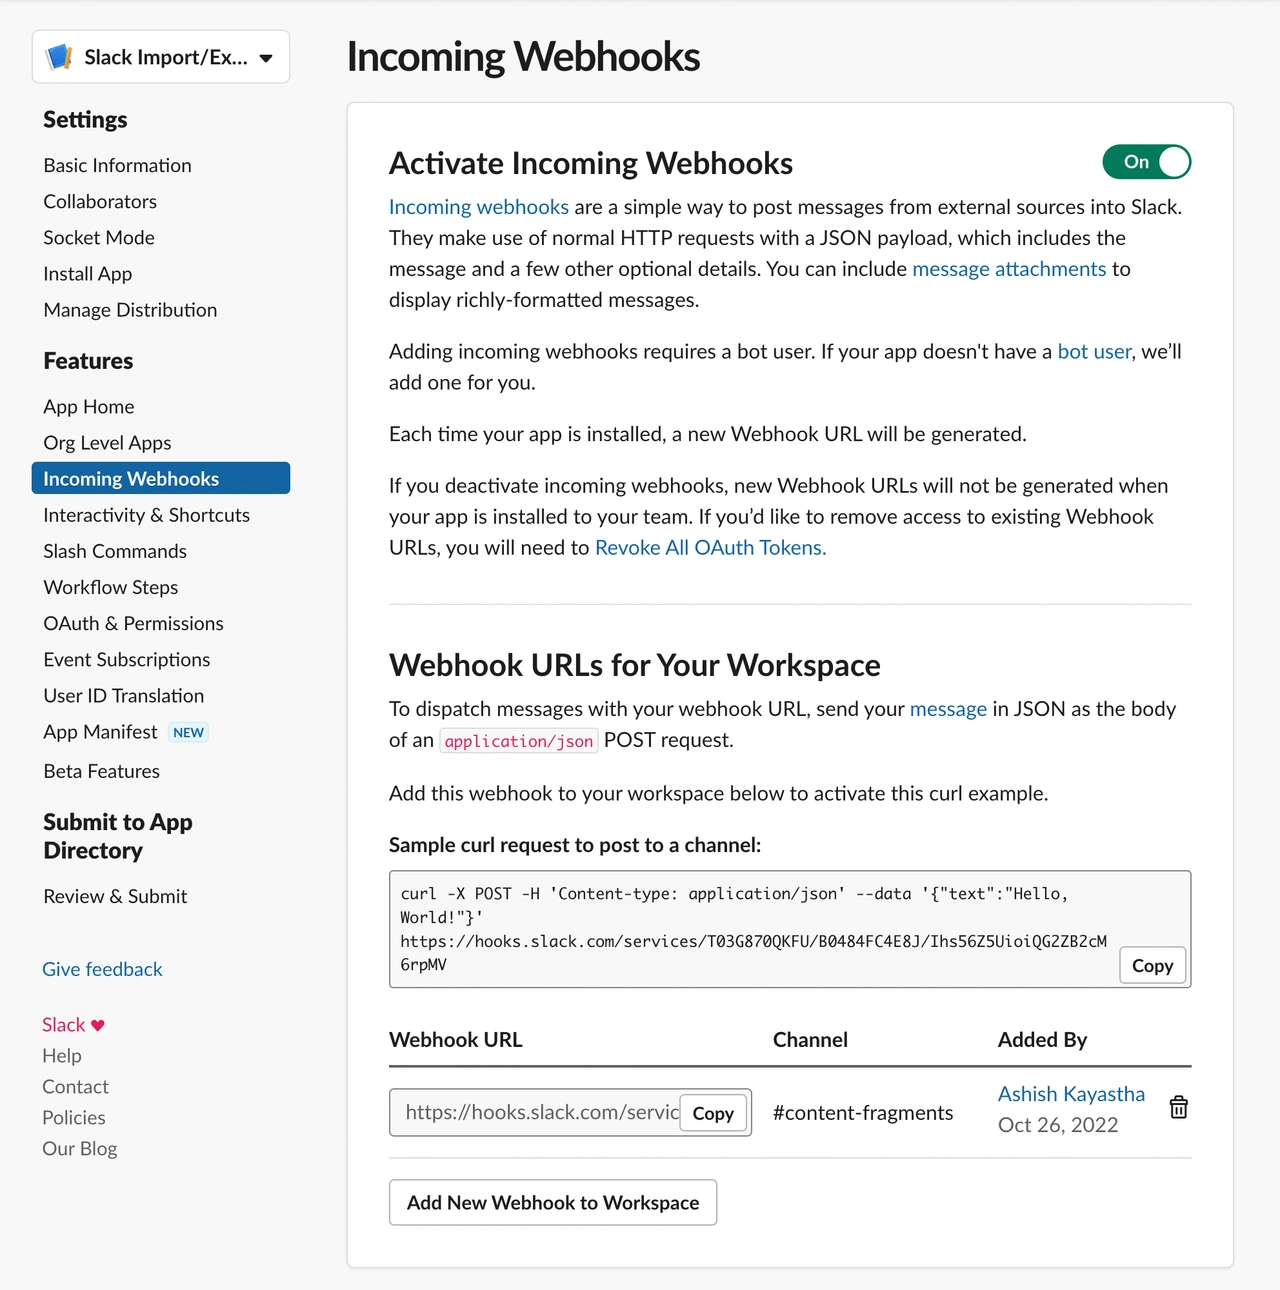 Slack Import/Ex...
Settings
Basic Information
Collaborators
Socket Mode
Install App
Manage Distribution
Features
App Home
Org Level Apps
Incoming Webhooks
Interactivity & Shortcuts
Slash Commands
Workflow Steps
OAuth & Permissions
Event Subscriptions
User ID Translation
App Manifest NEW
Beta Features
Submit to App
Directory
Review & Submit
Give feedback
Slack ♥
Help
Contact
Policies
Our Blog
Incoming Webhooks
Activate Incoming Webhooks
On
Incoming webhooks are a simple way to post messages from external sources into Slack.
They make use of normal HTTP requests with a JSON payload, which includes the
message and a few other optional details. You can include message attachments to
display richly-formatted messages.
Adding incoming webhooks requires a bot user. If your app doesn't have a bot user, we’ll
add one for you.
Each time your app is installed, a new Webhook URL will be generated.
If you deactivate incoming webhooks, new Webhook URLs will not be generated when
your app is installed to your team. If you’d like to remove access to existing Webhook
URLs, you will need to Revoke All OAuth Tokens.
Webhook URLs for Your Workspace
To dispatch messages with your webhook URL, send your message in JSON as the body
of an application/json POST request.
Add this webhook to your workspace below to activate this curl example.
Sample curl request to post to a channel:
curl -X POST -H 'Content-type: application/json' --data '{"text":"Hello,
World!"}'
https://hooks.slack.com/services/T03G870QKFU/B0484FC4E8J/Ihs56Z5UioiQG2ZB2cM
6rpMV
Copy
Webhook URL Channel Added By
https://hooks.slack.com/servic Copy #content-fragments Ashish Kayastha
Oct 26, 2022
Add New Webhook to Workspace